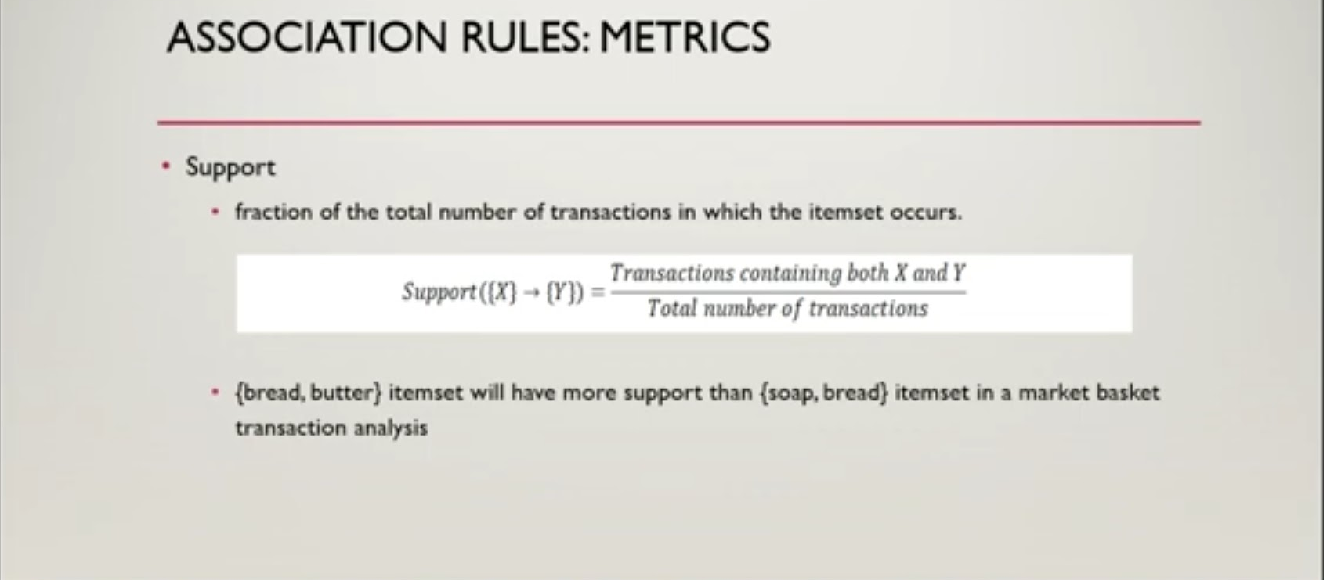 ASSOCIATION RULES: METRICS
• Support
• fraction of the total number of transactions in which the itemset occurs.
Support({X} → {Y}) = Transactions containing both X and Y / Total number of transactions
• {bread, butter} itemset will have more support than {soap, bread} itemset in a market basket
transaction analysis